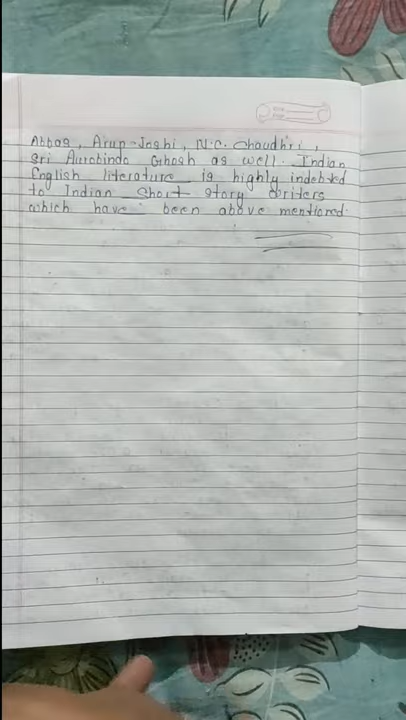 Abbas, Arup Joshi, N.C. Chaudhri,
Sri Aurobindo Ghosh as well. Indian
English literature is highly indebted
to Indian Short story writers
which have been above mentioned.